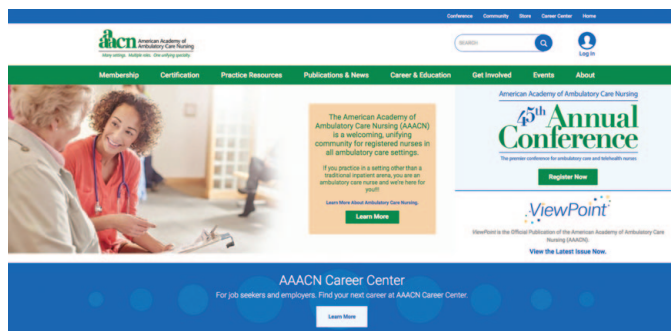 Conference Community Store Career Center Home
aacn American Academy of
Ambulatory Care Nursing
Many settings. Multiple roles. One unifying specialty.
SEARCH
Log in
Membership Certification Practice Resources Publications & News Career & Education Get Involved Events About
The American Academy of
Ambulatory Care Nursing (AAACN)
is a welcoming, unifying
community for registered nurses in
all ambulatory care settings.
If you practice in a setting other than a
traditional inpatient arena, you are an
ambulatory care nurse and we're here for
you!!!
Learn More About Ambulatory Care Nursing.
Learn More
American Academy of Ambulatory Care Nursing
45th Annual
Conference
The premier conference for ambulatory care and telehealth nurses
Register Now
ViewPoint
ViewPoint is the Official Publication of the American Academy of Ambulatory Care
Nursing (AAACN).
View the Latest Issue Now.
AAACN Career Center
For job seekers and employers. Find your next career at AAACN Career Center.
Learn More